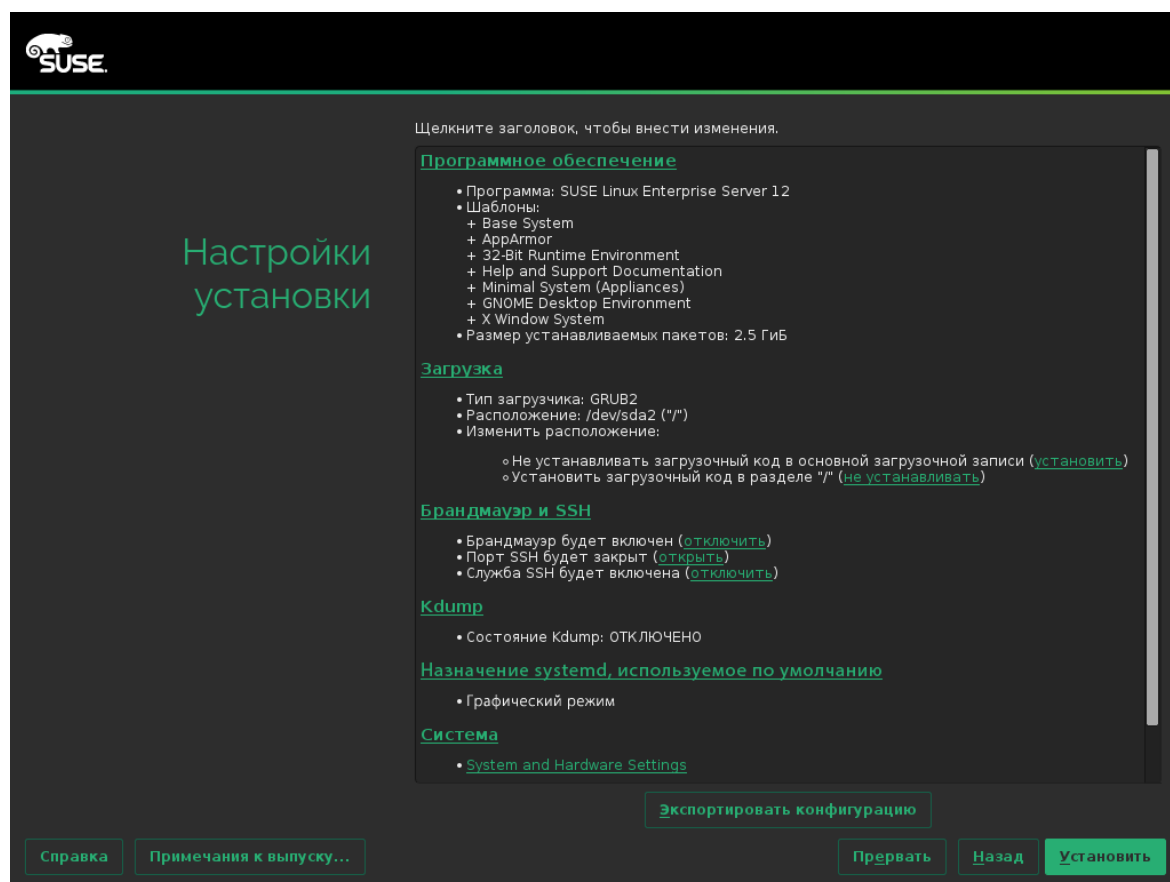 SUSE.
Щелкните заголовок, чтобы внести изменения.
Настройки
установки
Программное обеспечение
• Программа: SUSE Linux Enterprise Server 12
• Шаблоны:
+ Base System
+ AppArmor
+ 32-Bit Runtime Environment
+ Help and Support Documentation
+ Minimal System (Appliances)
+ GNOME Desktop Environment
+ X Window System
• Размер устанавливаемых пакетов: 2.5 ГиБ
Загрузка
• Тип загрузчика: GRUB2
• Расположение: /dev/sda2 ("/")
• Изменить расположение:
◦ Не устанавливать загрузочный код в основной загрузочной записи (установить)
◦ Установить загрузочный код в разделе "/" (не устанавливать)
Брандмауэр и SSH
• Брандмауэр будет включен (отключить)
• Порт SSH будет закрыт (открыть)
• Служба SSH будет включена (отключить)
Kdump
• Состояние Kdump: ОТКЛЮЧЕНО
Назначение systemd, используемое по умолчанию
• Графический режим
Система
• System and Hardware Settings
Экспортировать конфигурацию
Справка
Примечания к выпуску...
Прервать
Назад
Установить